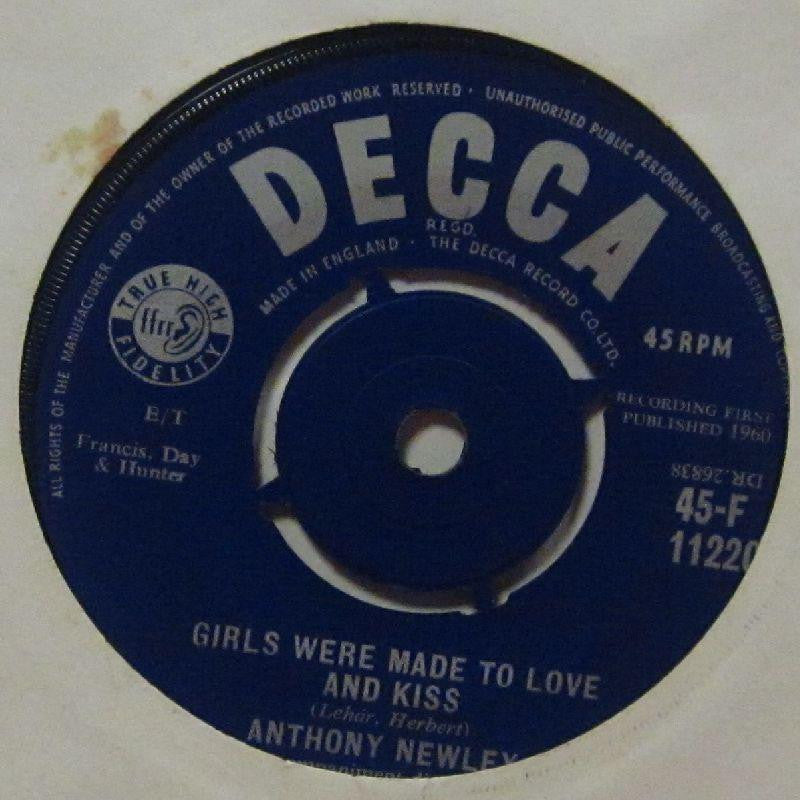 ALL RIGHTS OF THE MANUFACTURER AND OF THE OWNER OF THE RECORDED WORK RESERVED · UNAUTHORISED PUBLIC PERFORMANCE BROADCASTING AND
DECCA
REGD.
MADE IN ENGLAND · THE DECCA RECORD CO. LTD.
TRUE HIGH
ffrr
FIDELITY
45 RPM
E/T
Francis, Day
& Hunter
RECORDING FIRST
PUBLISHED 1960
DR.26838
45-F
11220
GIRLS WERE MADE TO LOVE
AND KISS
(Lehár, Herbert)
ANTHONY NEWLEY